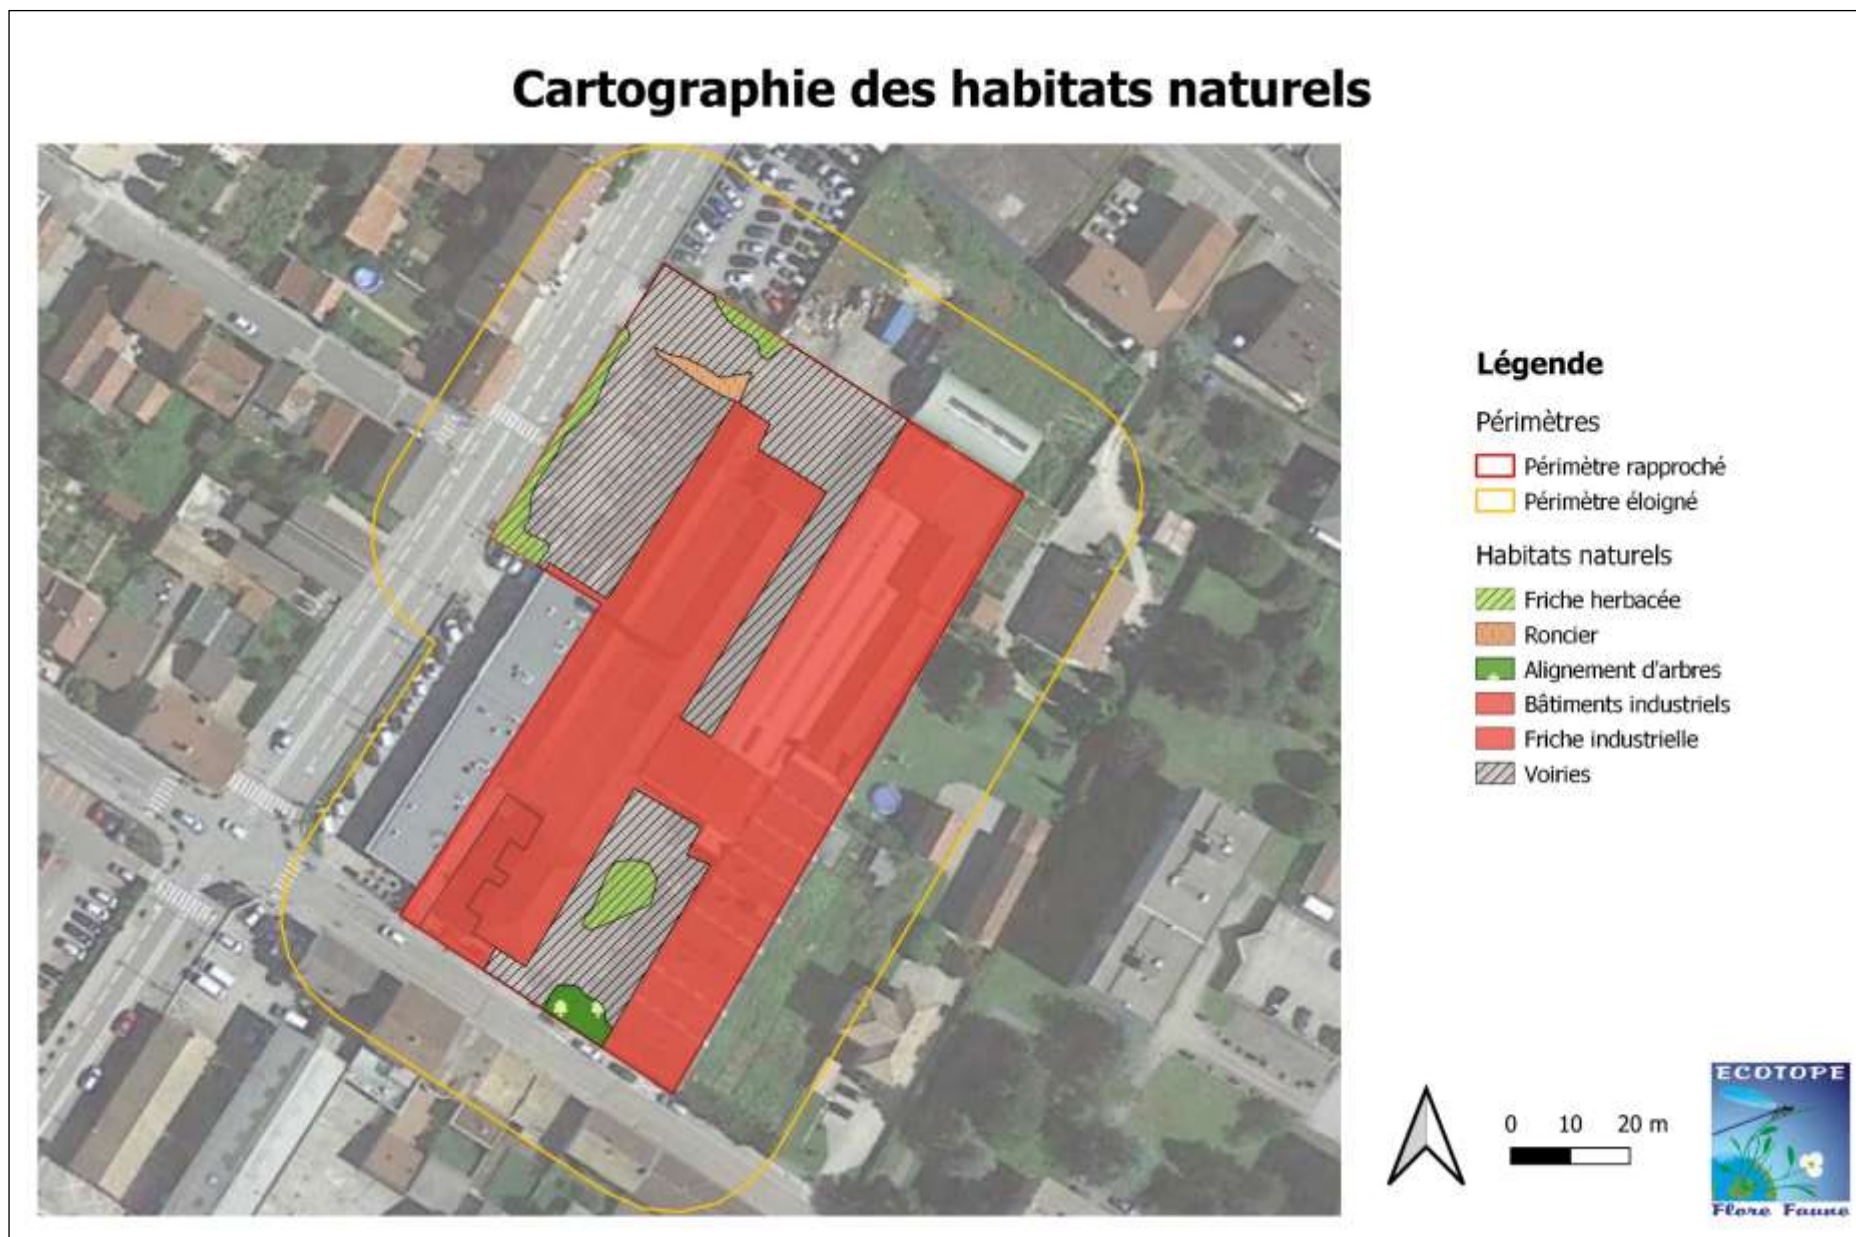 Cartographie des habitats naturels
Légende
Périmètres
Périmètre rapproché
Périmètre éloigné
Habitats naturels
Friche herbacée
Roncier
Alignement d'arbres
Bâtiments industriels
Friche industrielle
Voiries
0 10 20 m
ECOTOPE
Flore Faune